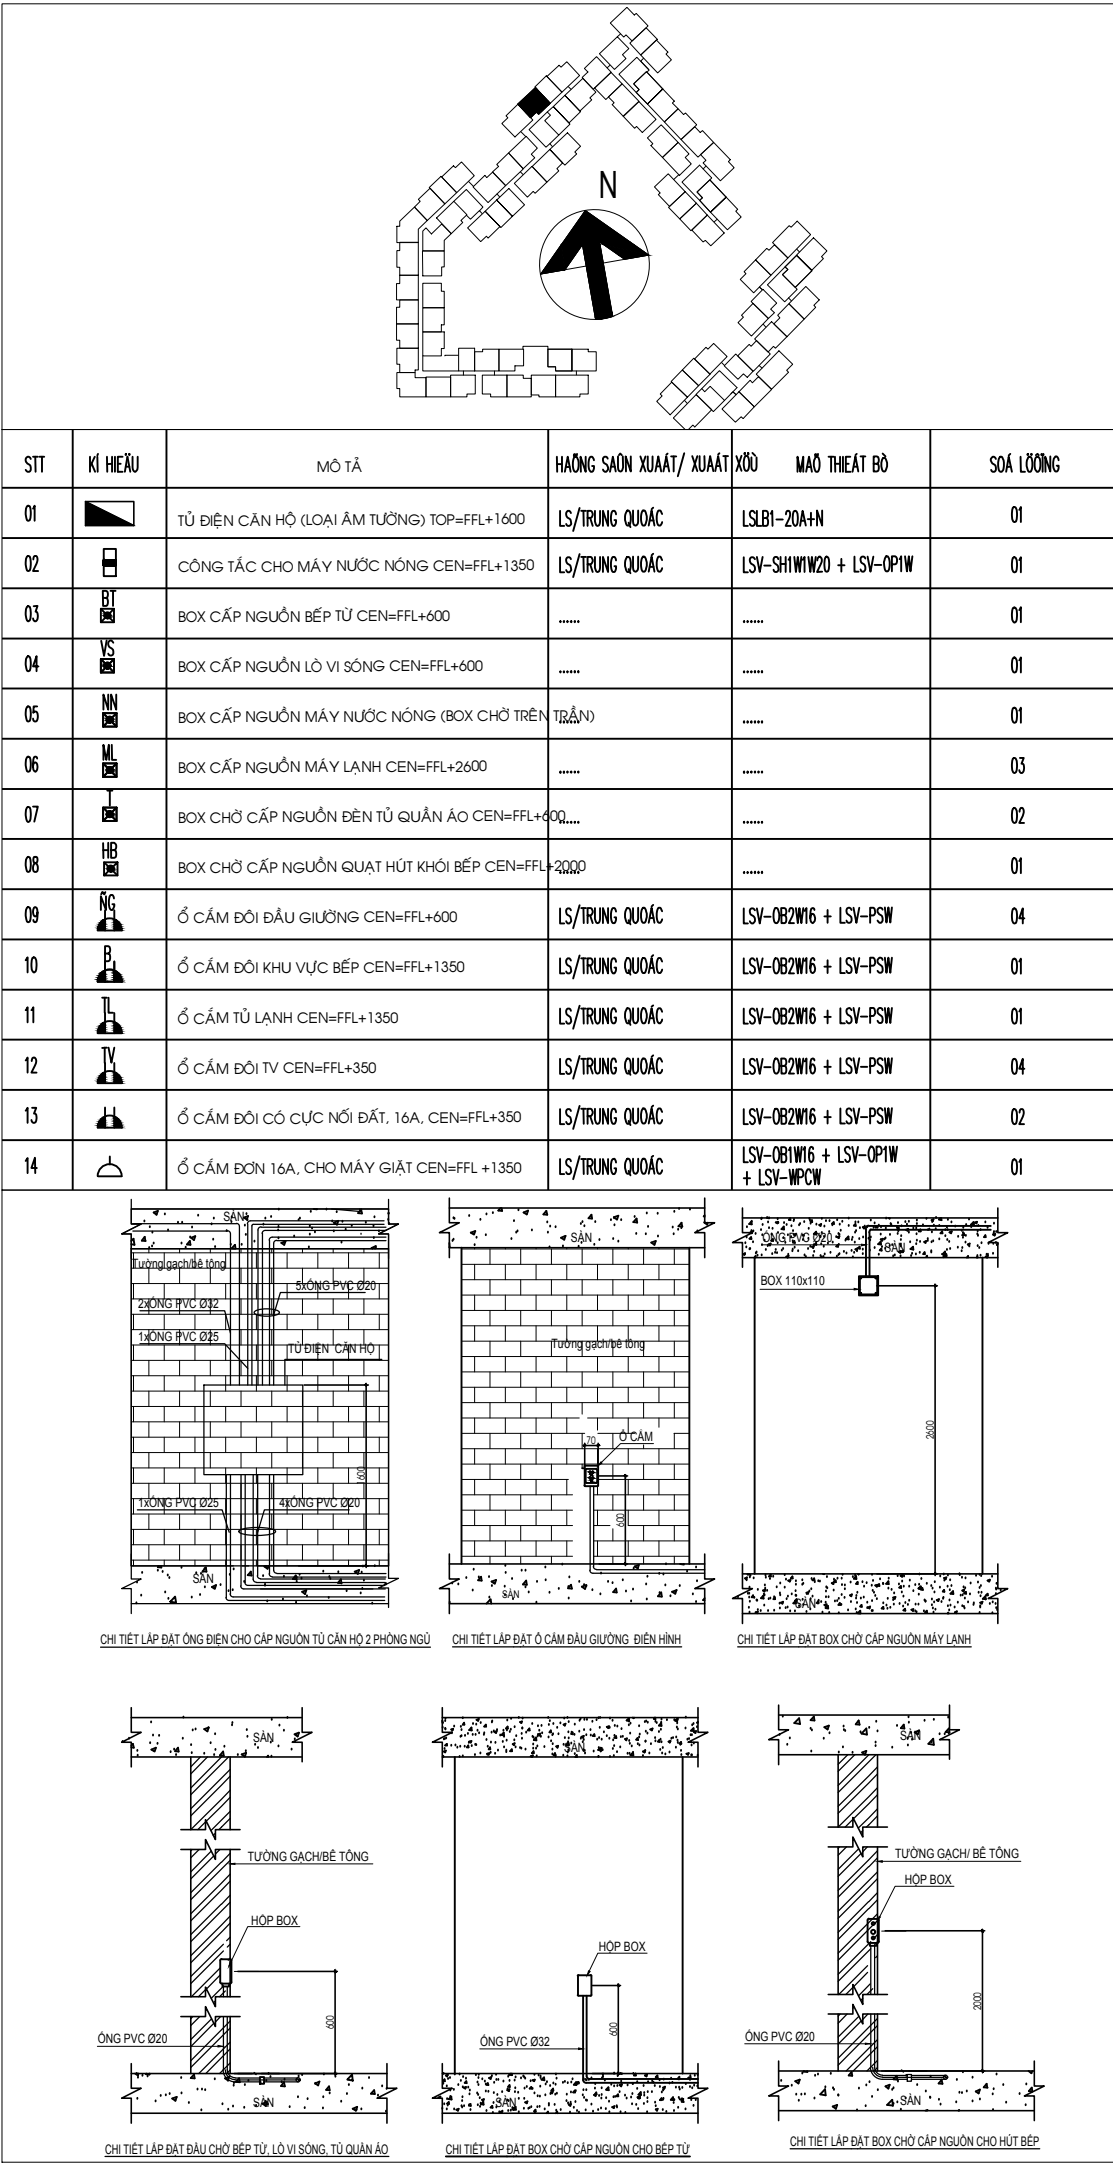 N
STT KÍ HIEÄU MÔ TẢ HAÕNG SAÛN XUAÁT/ XUAÁT XÖÙ MAÕ THIEÁT BÒ SOÁ LÖÔÏNG
01 TỦ ĐIỆN CĂN HỘ (LOẠI ÂM TƯỜNG) TOP=FFL+1600 LS/TRUNG QUOÁC LSLB1-20A+N 01
02 CÔNG TẮC CHO MÁY NƯỚC NÓNG CEN=FFL+1350 LS/TRUNG QUOÁC LSV-SH1W1W20 + LSV-OP1W 01
03 BT BOX CẤP NGUỒN BẾP TỪ CEN=FFL+600 ...... ...... 01
04 VS BOX CẤP NGUỒN LÒ VI SÓNG CEN=FFL+600 ...... ...... 01
05 NN BOX CẤP NGUỒN MÁY NƯỚC NÓNG (BOX CHỜ TRÊN TRẦN) ...... ...... 01
06 ML BOX CẤP NGUỒN MÁY LẠNH CEN=FFL+2600 ...... ...... 03
07 T BOX CHỜ CẤP NGUỒN ĐÈN TỦ QUẦN ÁO CEN=FFL+600 ...... ...... 02
08 HB BOX CHỜ CẤP NGUỒN QUẠT HÚT KHÓI BẾP CEN=FFL+2000 ...... ...... 01
09 ÑG Ổ CẮM ĐÔI ĐẦU GIƯỜNG CEN=FFL+600 LS/TRUNG QUOÁC LSV-OB2W16 + LSV-PSW 04
10 B Ổ CẮM ĐÔI KHU VỰC BẾP CEN=FFL+1350 LS/TRUNG QUOÁC LSV-OB2W16 + LSV-PSW 01
11 TL Ổ CẮM TỦ LẠNH CEN=FFL+1350 LS/TRUNG QUOÁC LSV-OB2W16 + LSV-PSW 01
12 TV Ổ CẮM ĐÔI TV CEN=FFL+350 LS/TRUNG QUOÁC LSV-OB2W16 + LSV-PSW 04
13 Ổ CẮM ĐÔI CÓ CỰC NỐI ĐẤT, 16A, CEN=FFL+350 LS/TRUNG QUOÁC LSV-OB2W16 + LSV-PSW 02
14 Ổ CẮM ĐƠN 16A, CHO MÁY GIẶT CEN=FFL +1350 LS/TRUNG QUOÁC LSV-OB1W16 + LSV-OP1W 01
+ LSV-WPCW
SÀN
Tường gạch/bê tông
5xỐNG PVC Ø20
2xỐNG PVC Ø32
1xỐNG PVC Ø25
TỦ ĐIỆN CĂN HỘ
1600
1xỐNG PVC Ø25
4xỐNG PVC Ø20
SÀN
CHI TIẾT LẮP ĐẶT ỐNG ĐIỆN CHO CẤP NGUỒN TỦ CĂN HỘ 2 PHÒNG NGỦ
SÀN
Tường gạch/bê tông
70
Ổ CẮM
600
SÀN
CHI TIẾT LẮP ĐẶT Ổ CẮM ĐẦU GIƯỜNG ĐIỂN HÌNH
ỐNG PVC Ø20
SÀN
BOX 110x110
2600
SÀN
CHI TIẾT LẮP ĐẶT BOX CHỜ CẤP NGUỒN MÁY LẠNH
SÀN
TƯỜNG GẠCH/BÊ TÔNG
HỘP BOX
600
ỐNG PVC Ø20
SÀN
CHI TIẾT LẮP ĐẶT ĐẦU CHỜ BẾP TỪ, LÒ VI SÓNG, TỦ QUẦN ÁO
SÀN
HỘP BOX
600
ỐNG PVC Ø32
SÀN
CHI TIẾT LẮP ĐẶT BOX CHỜ CẤP NGUỒN CHO BẾP TỪ
SÀN
TƯỜNG GẠCH/ BÊ TÔNG
HỘP BOX
2000
ỐNG PVC Ø20
SÀN
CHI TIẾT LẮP ĐẶT BOX CHỜ CẤP NGUỒN CHO HÚT BẾP